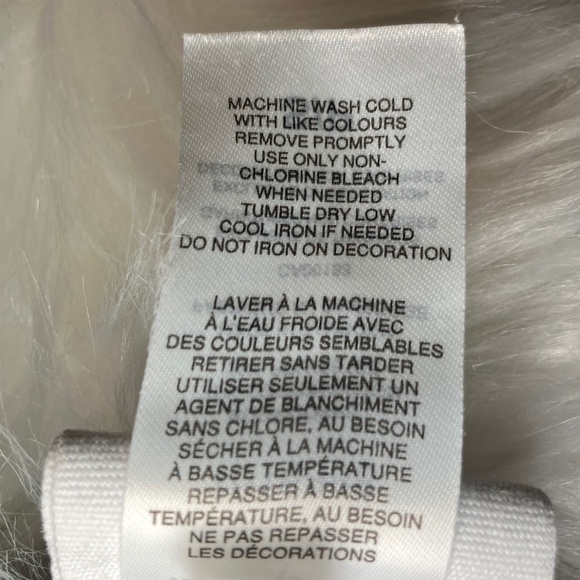 MACHINE WASH COLD
WITH LIKE COLOURS
REMOVE PROMPTLY
USE ONLY NON-
CHLORINE BLEACH
WHEN NEEDED
TUMBLE DRY LOW
COOL IRON IF NEEDED
DO NOT IRON ON DECORATION
LAVER À LA MACHINE
À L'EAU FROIDE AVEC
DES COULEURS SEMBLABLES
RETIRER SANS TARDER
UTILISER SEULEMENT UN
AGENT DE BLANCHIMENT
SANS CHLORE, AU BESOIN
SÉCHER À LA MACHINE
À BASSE TEMPÉRATURE
REPASSER À BASSE
TEMPÉRATURE, AU BESOIN
NE PAS REPASSER
LES DÉCORATIONS